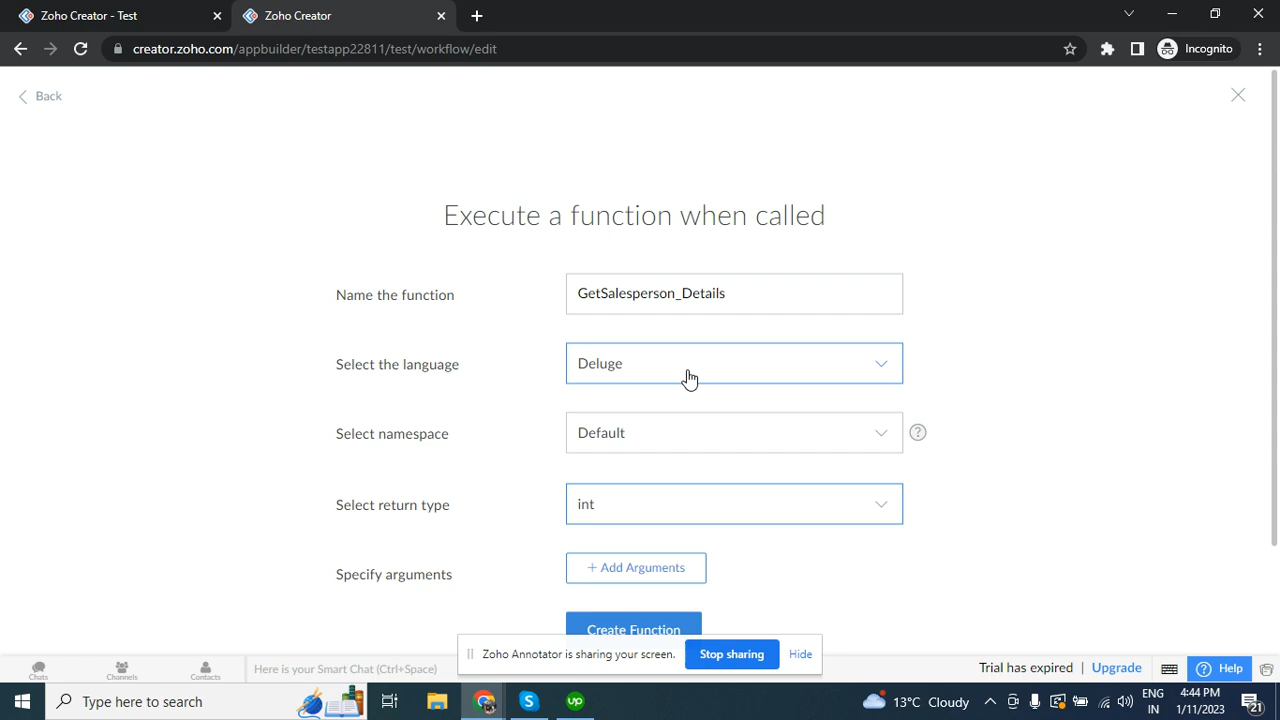 Zoho Creator - Test
Zoho Creator
creator.zoho.com/appbuilder/testapp22811/test/workflow/edit
Incognito
Back
Execute a function when called
Name the function
GetSalesperson_Details
Select the language
Deluge
Select namespace
Default
?
Select return type
int
Specify arguments
+ Add Arguments
Create Function
Zoho Annotator is sharing your screen.
Stop sharing
Hide
Chats
Channels
Contacts
Here is your Smart Chat (Ctrl+Space)
Trial has expired
Upgrade
? Help
Type here to search
up
13°C Cloudy
ENG
IN
4:44 PM
1/11/2023
21